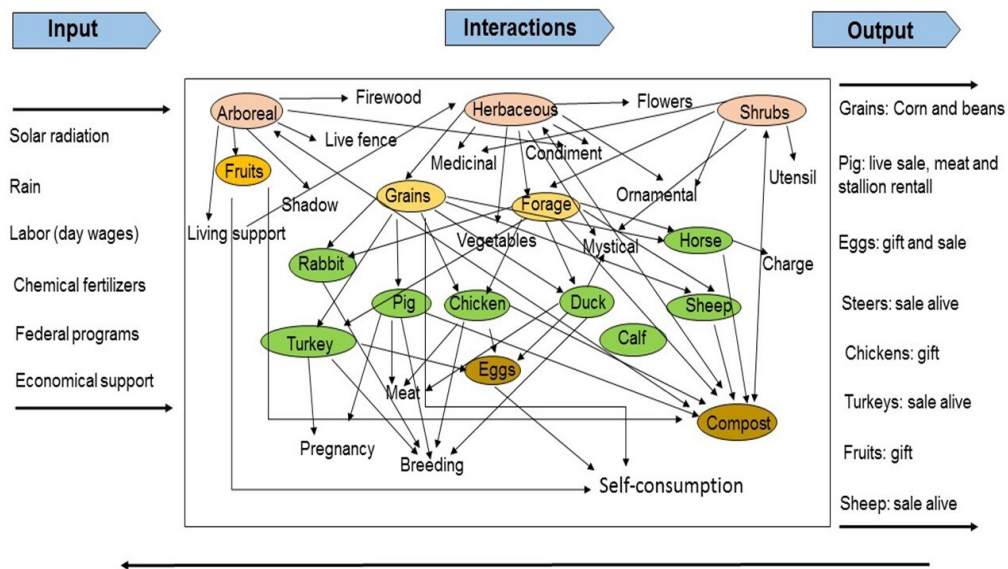 Input
Interactions
Output
Solar radiation
Rain
Labor (day wages)
Chemical fertilizers
Federal programs
Economical support
Arboreal
Firewood
Herbaceous
Flowers
Shrubs
Live fence
Medicinal
Condiment
Fruits
Utensil
Shadow
Grains
Forage
Ornamental
Living support
Vegetables
Mystical
Horse
Charge
Rabbit
Pig
Chicken
Duck
Sheep
Turkey
Calf
Eggs
Meat
Compost
Pregnancy
Breeding
Self-consumption
Grains: Corn and beans
Pig: live sale, meat and
stallion rentall
Eggs: gift and sale
Steers: sale alive
Chickens: gift
Turkeys: sale alive
Fruits: gift
Sheep: sale alive